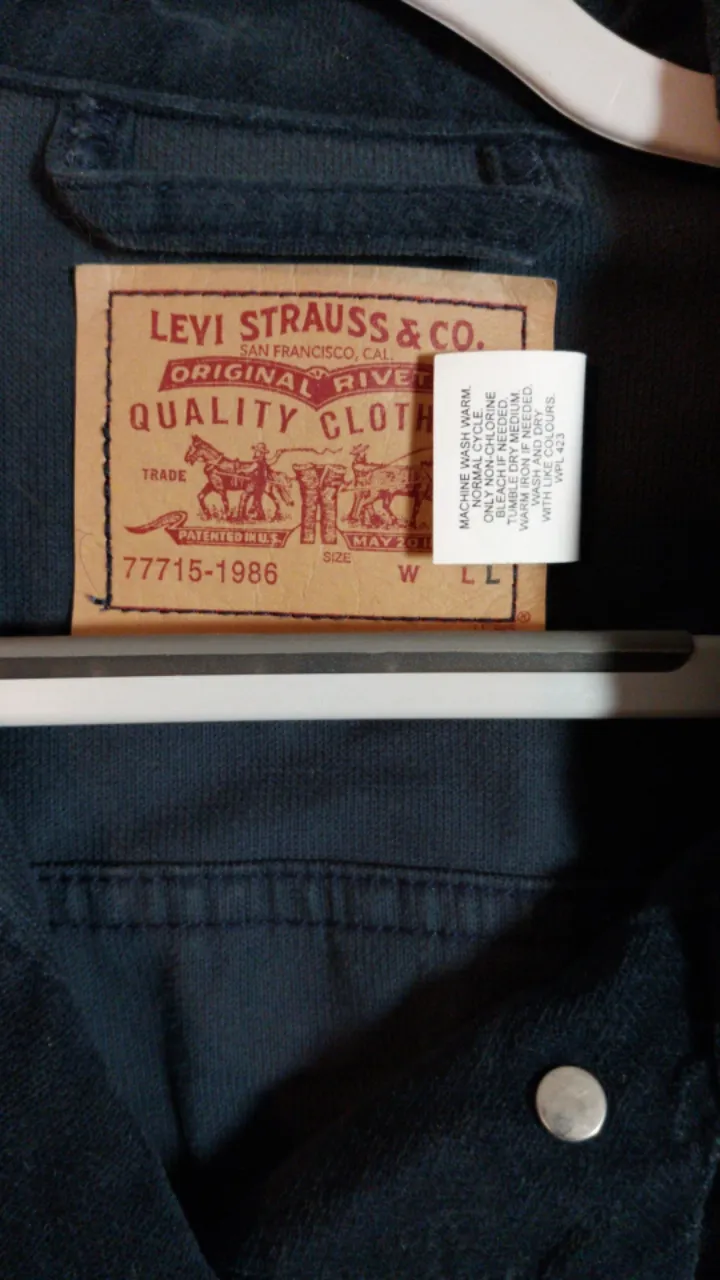 LEVI STRAUSS & CO.
SAN FRANCISCO, CAL.
ORIGINAL RIVET
QUALITY CLOTH
TRADE
PATENTED IN U.S.
MAY 20
SIZE
77715-1986 W L L
®
MACHINE WASH WARM.
NORMAL CYCLE.
ONLY NON-CHLORINE
BLEACH IF NEEDED.
TUMBLE DRY MEDIUM.
WARM IRON IF NEEDED.
WASH AND DRY
WITH LIKE COLOURS.
WPL 423